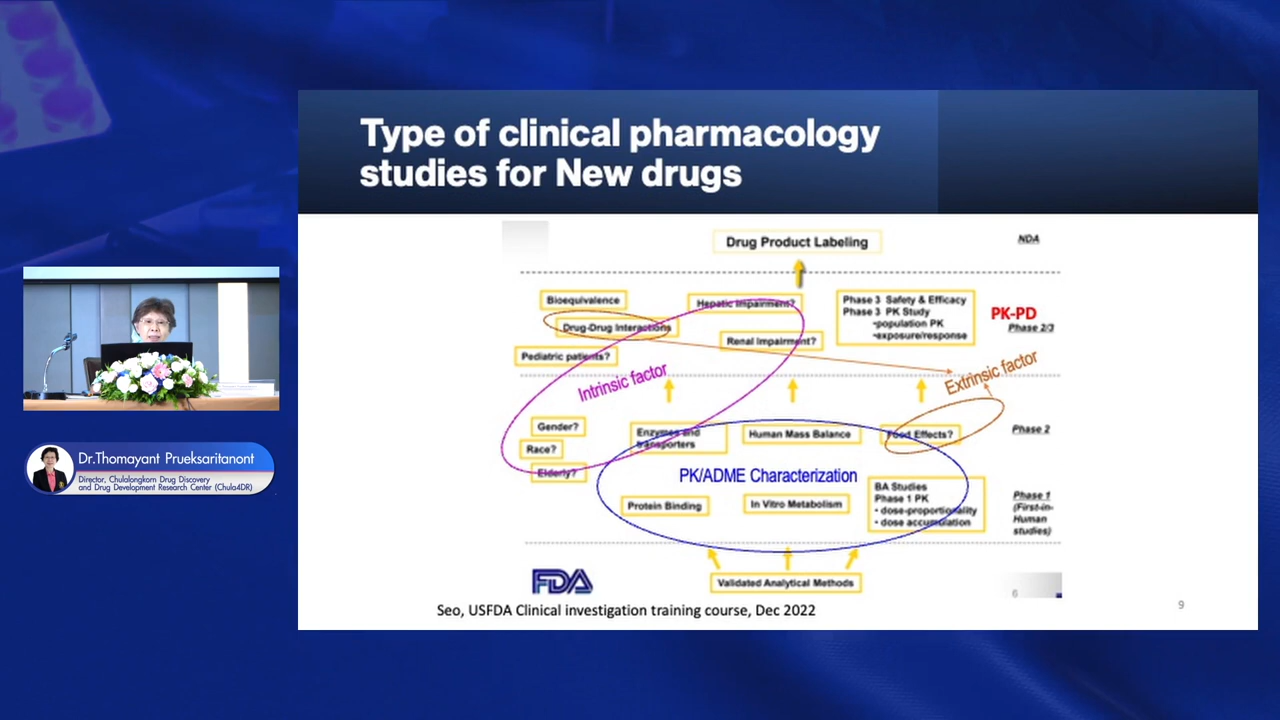 Type of clinical pharmacology
studies for New drugs
Drug Product Labeling
NDA
Bioequivalence
Hepatic Impairment?
Phase 3 Safety & Efficacy
Phase 3 PK Study
-population PK
-exposure/response
PK-PD
Phase 2/3
Drug-Drug Interactions
Renal Impairment?
Pediatric patients?
Intrinsic factor
Extrinsic factor
Gender?
Enzymes and
transporters
Human Mass Balance
Food Effects?
Phase 2
Race?
Elderly?
PK/ADME Characterization
Protein Binding
In Vitro Metabolism
BA Studies
Phase 1 PK
• dose-proportionality
• dose accumulation
Phase 1
(First-in-
Human
studies)
FDA
Validated Analytical Methods
6
Seo, USFDA Clinical investigation training course, Dec 2022
9
Dr.Thomayant Prueksaritanont
Director, Chulalongkorn Drug Discovery
and Drug Development Research Center (Chula4DR)